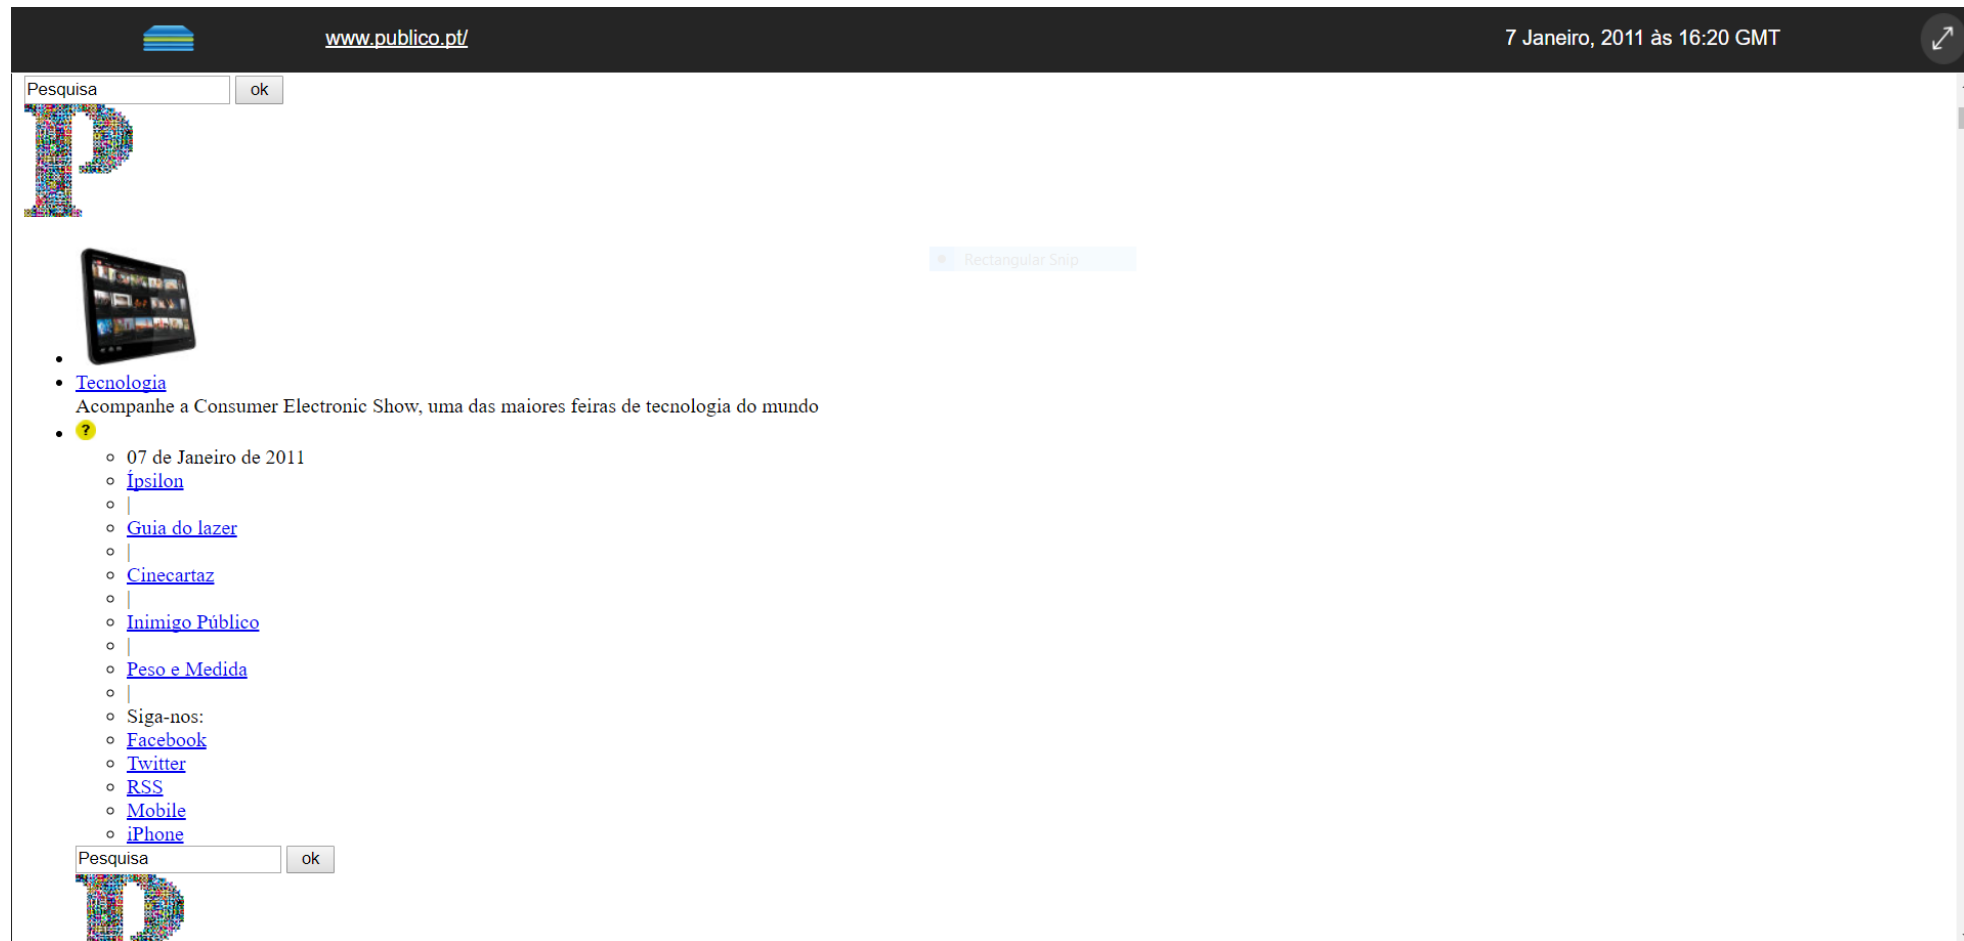 www.publico.pt/
7 Janeiro, 2011 às 16:20 GMT
Pesquisa ok
P
Rectangular Snip
Tecnologia
Acompanhe a Consumer Electronic Show, uma das maiores feiras de tecnologia do mundo
?
07 de Janeiro de 2011
Ípsilon
|
Guia do lazer
|
Cinecartaz
|
Inimigo Público
|
Peso e Medida
|
Siga-nos:
Facebook
Twitter
RSS
Mobile
iPhone
Pesquisa ok
P